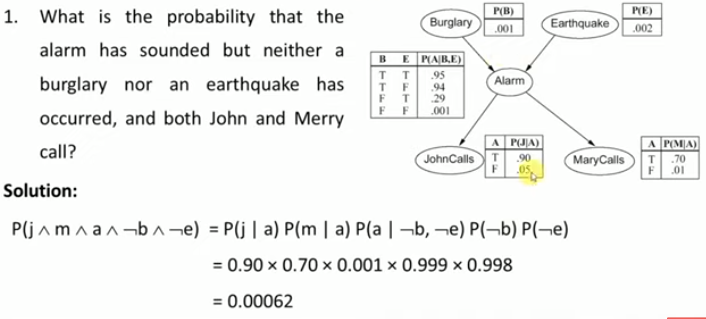 1. What is the probability that the
alarm has sounded but neither a
burglary nor an earthquake has
occurred, and both John and Merry
call?
Burglary
P(B)
.001
Earthquake
P(E)
.002
B E P(A|B,E)
T T .95
T F .94
F T .29
F F .001
Alarm
JohnCalls
A P(J|A)
T .90
F .05
MaryCalls
A P(M|A)
T .70
F .01
Solution:
P(j ∧ m ∧ a ∧ ¬b ∧ ¬e) = P(j | a) P(m | a) P(a | ¬b, ¬e) P(¬b) P(¬e)
= 0.90 × 0.70 × 0.001 × 0.999 × 0.998
= 0.00062